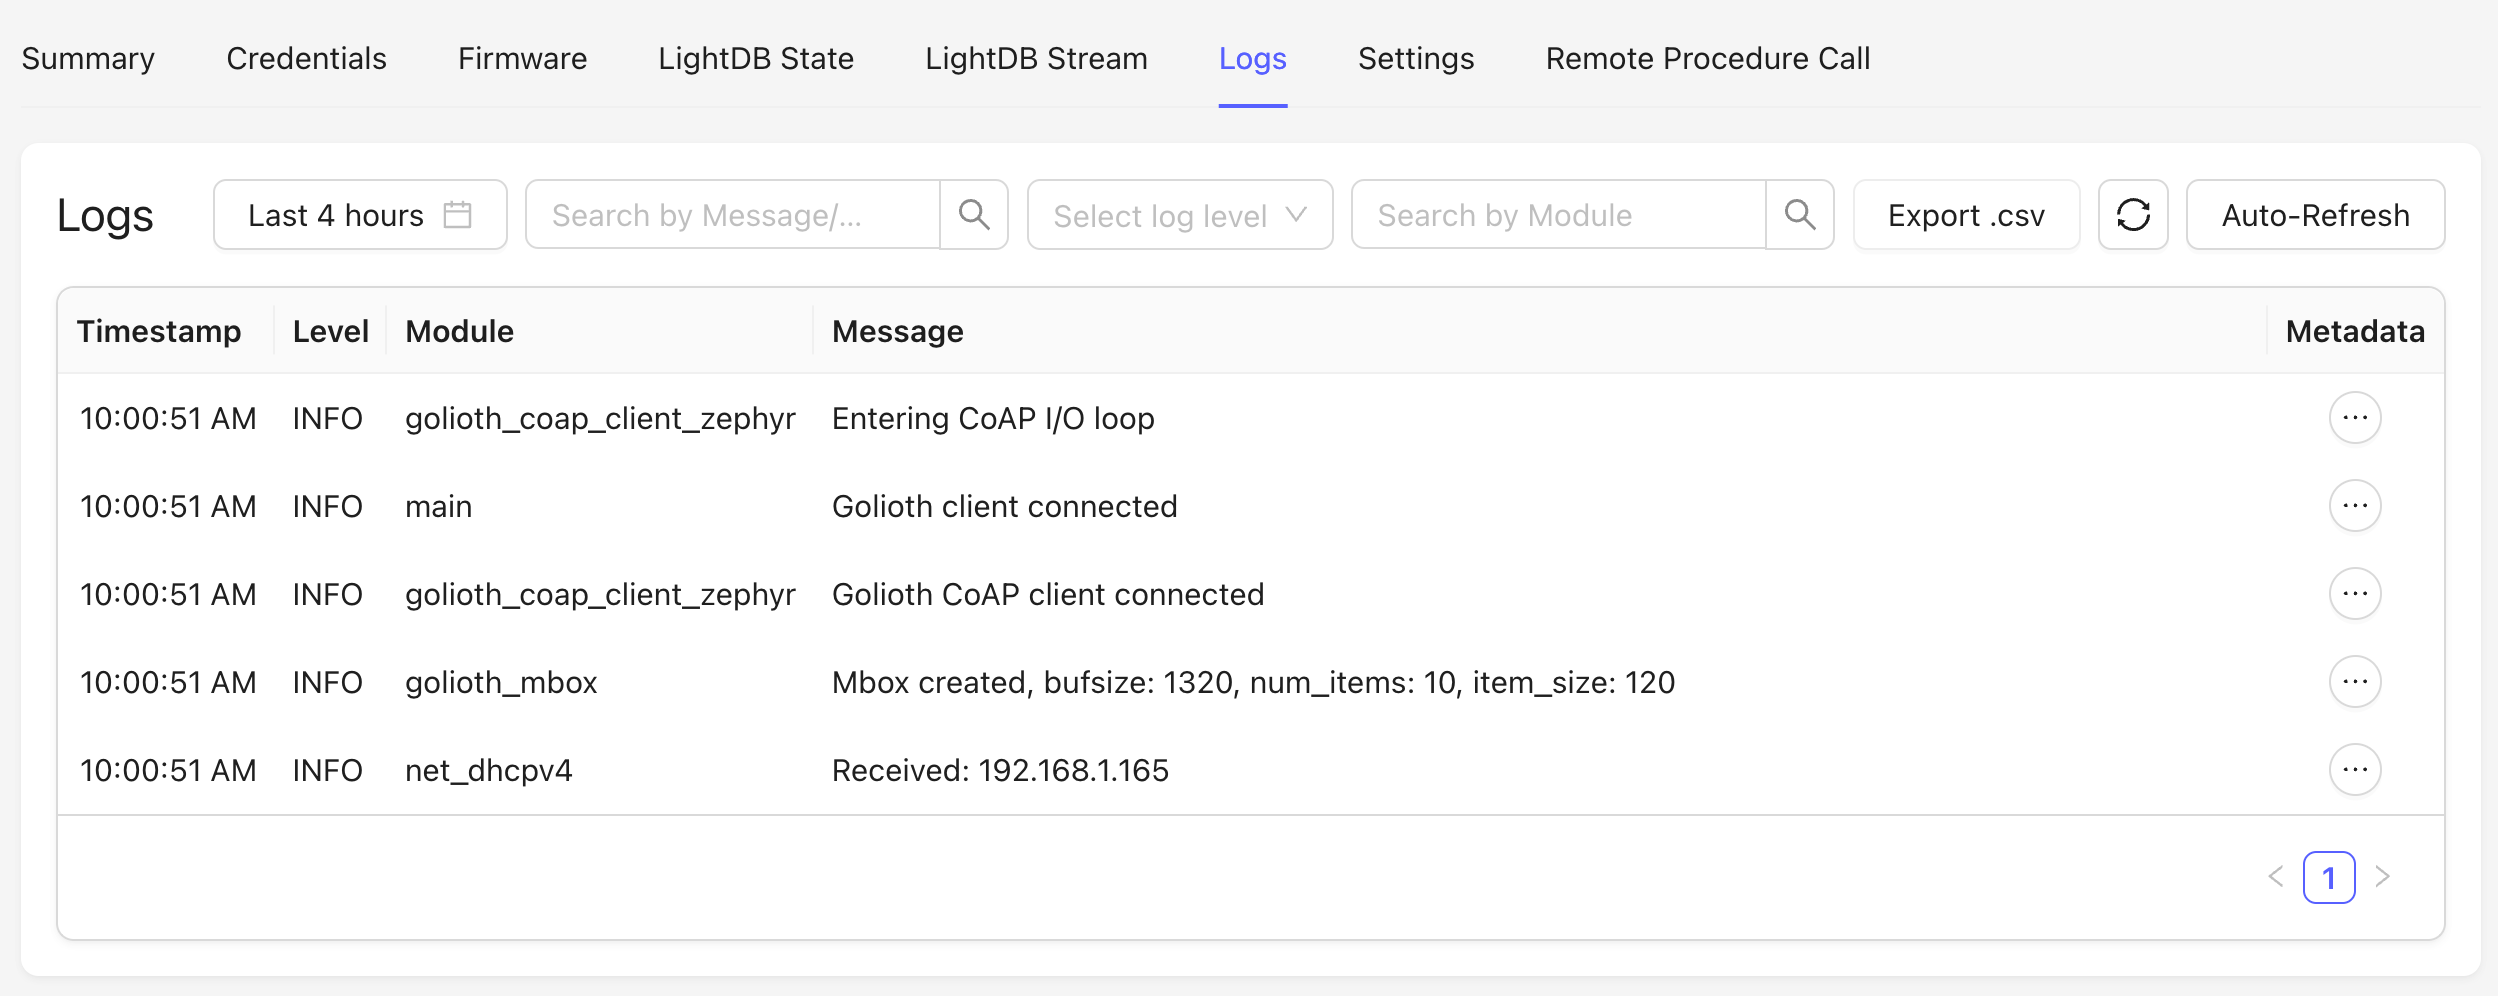 Summary Credentials Firmware LightDB State LightDB Stream Logs Settings Remote Procedure Call
Logs Last 4 hours Search by Message/... Select log level Search by Module Export .csv Auto-Refresh
Timestamp Level Module Message Metadata
10:00:51 AM INFO golioth_coap_client_zephyr Entering CoAP I/O loop ...
10:00:51 AM INFO main Golioth client connected ...
10:00:51 AM INFO golioth_coap_client_zephyr Golioth CoAP client connected ...
10:00:51 AM INFO golioth_mbox Mbox created, bufsize: 1320, num_items: 10, item_size: 120 ...
10:00:51 AM INFO net_dhcpv4 Received: 192.168.1.165 ...
< 1 >